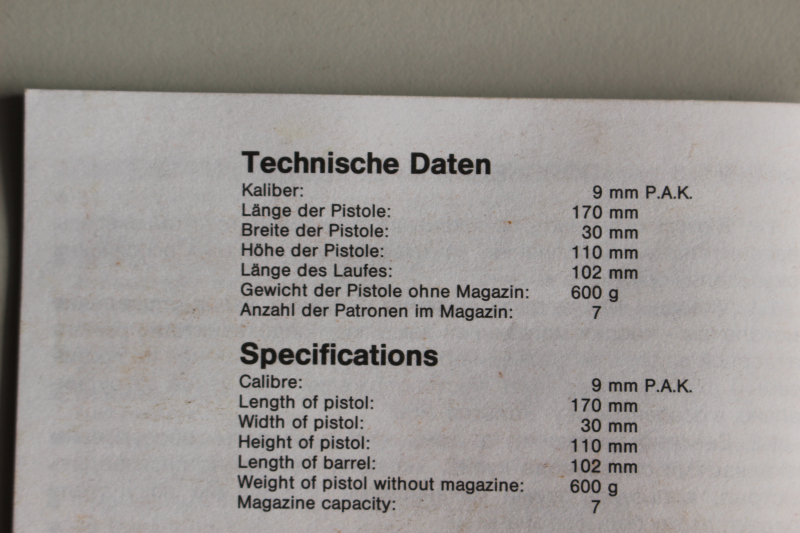 Technische Daten
Kaliber: 9 mm P.A.K.
Länge der Pistole: 170 mm
Breite der Pistole: 30 mm
Höhe der Pistole: 110 mm
Länge des Laufes: 102 mm
Gewicht der Pistole ohne Magazin: 600 g
Anzahl der Patronen im Magazin: 7
Specifications
Calibre: 9 mm P.A.K.
Length of pistol: 170 mm
Width of pistol: 30 mm
Height of pistol: 110 mm
Length of barrel: 102 mm
Weight of pistol without magazine: 600 g
Magazine capacity: 7